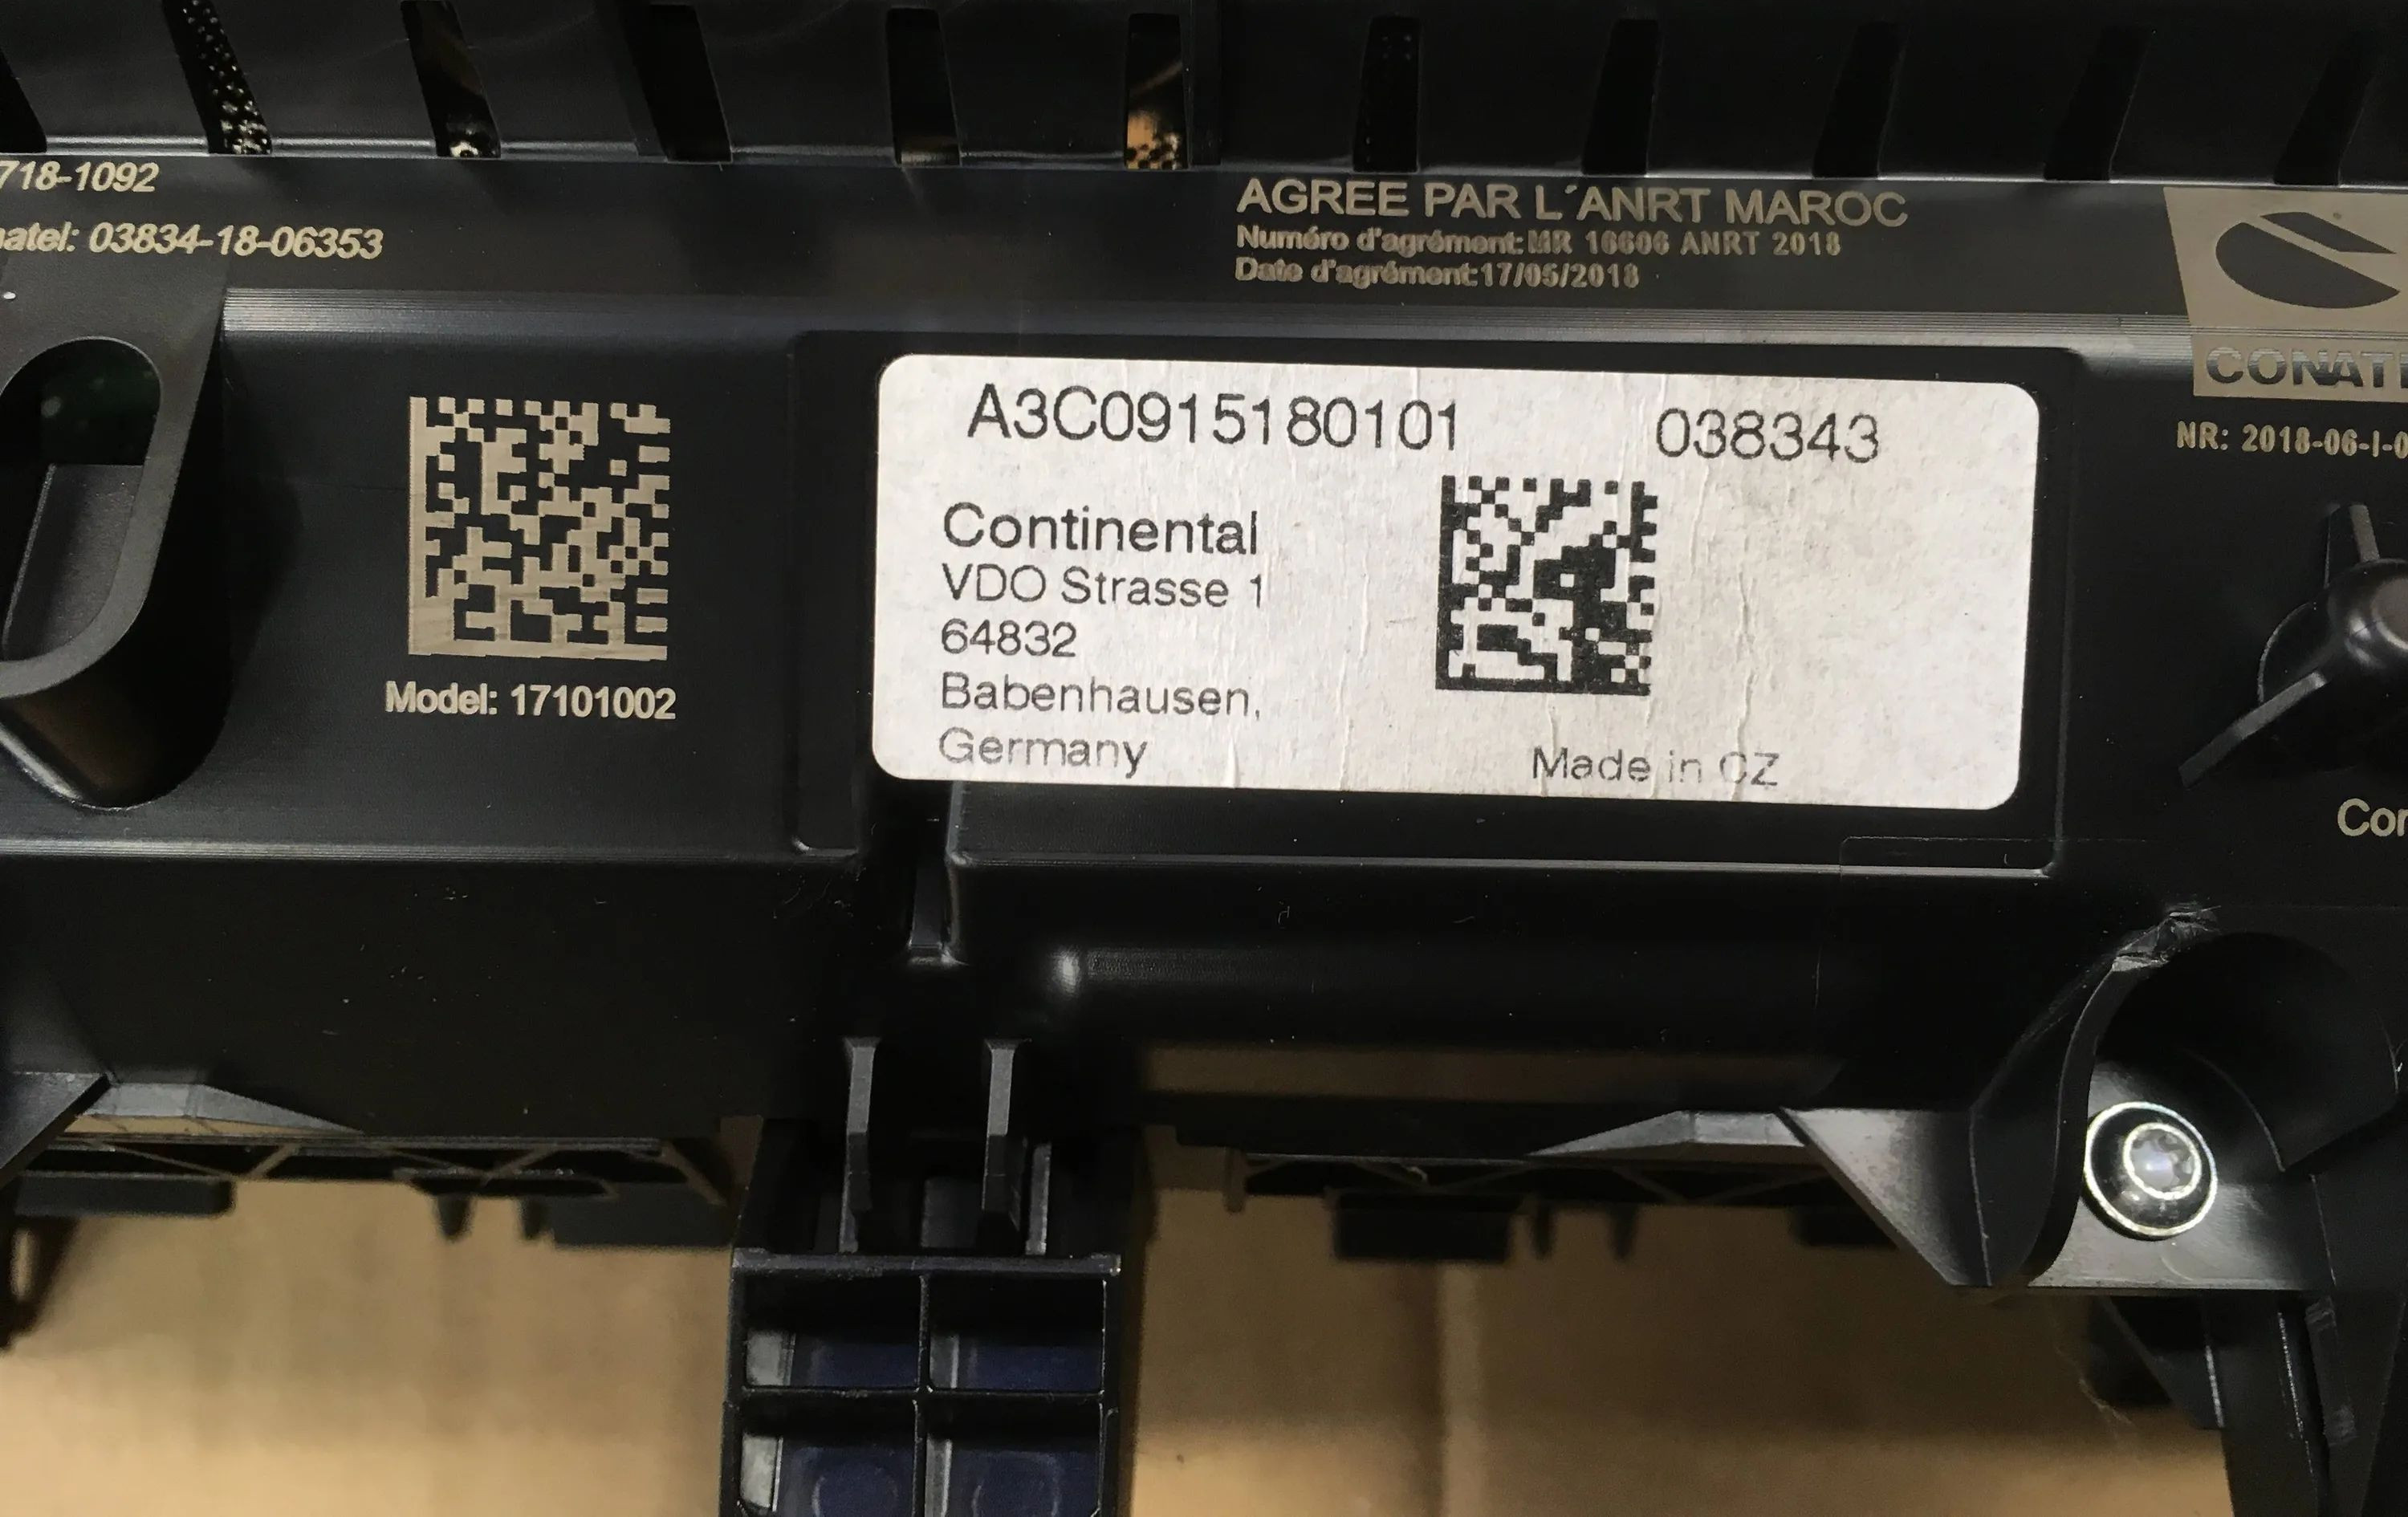 718-1092
atel: 03834-18-06353
AGREE PAR L´ANRT MAROC
Numéro d'agrément:MR 16606 ANRT 2018
Date d'agrément:17/05/2018
CONAT
NR: 2018-06-I-0
Model: 17101002
A3C0915180101 038343
Continental
VDO Strasse 1
64832
Babenhausen,
Germany
Made in CZ
Con